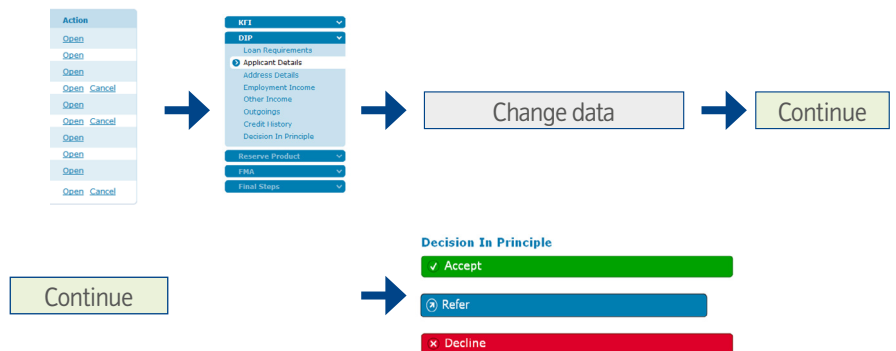 Action
Open
Open
Open
Open Cancel
Open
Open Cancel
Open
Open
Open
Open Cancel
KFI
DIP
Loan Requirements
Applicant Details
Address Details
Employment Income
Other Income
Outgoings
Credit History
Decision In Principle
Reserve Product
FMA
Final Steps
Change data
Continue
Continue
Decision In Principle
Accept
Refer
Decline